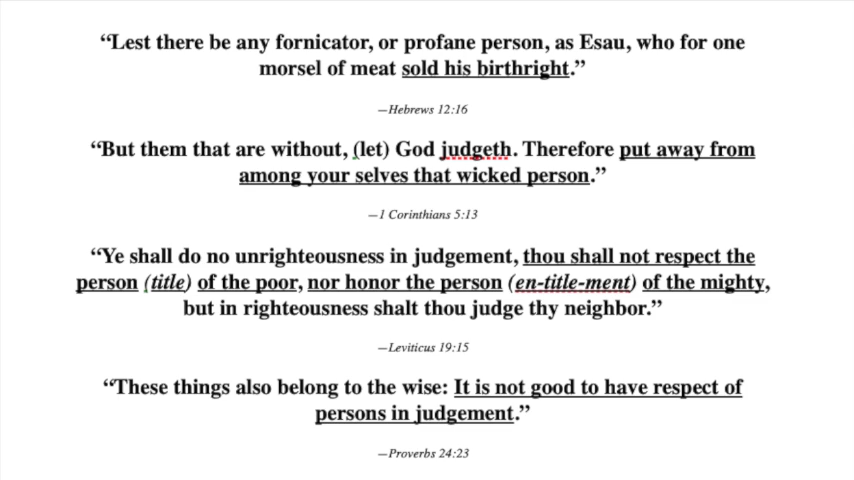 “Lest there be any fornicator, or profane person, as Esau, who for one
morsel of meat sold his birthright.”
—Hebrews 12:16
“But them that are without, (let) God judgeth. Therefore put away from
among your selves that wicked person.”
—1 Corinthians 5:13
“Ye shall do no unrighteousness in judgement, thou shall not respect the
person (title) of the poor, nor honor the person (en-title-ment) of the mighty,
but in righteousness shalt thou judge thy neighbor.”
—Leviticus 19:15
“These things also belong to the wise: It is not good to have respect of
persons in judgement.”
—Proverbs 24:23